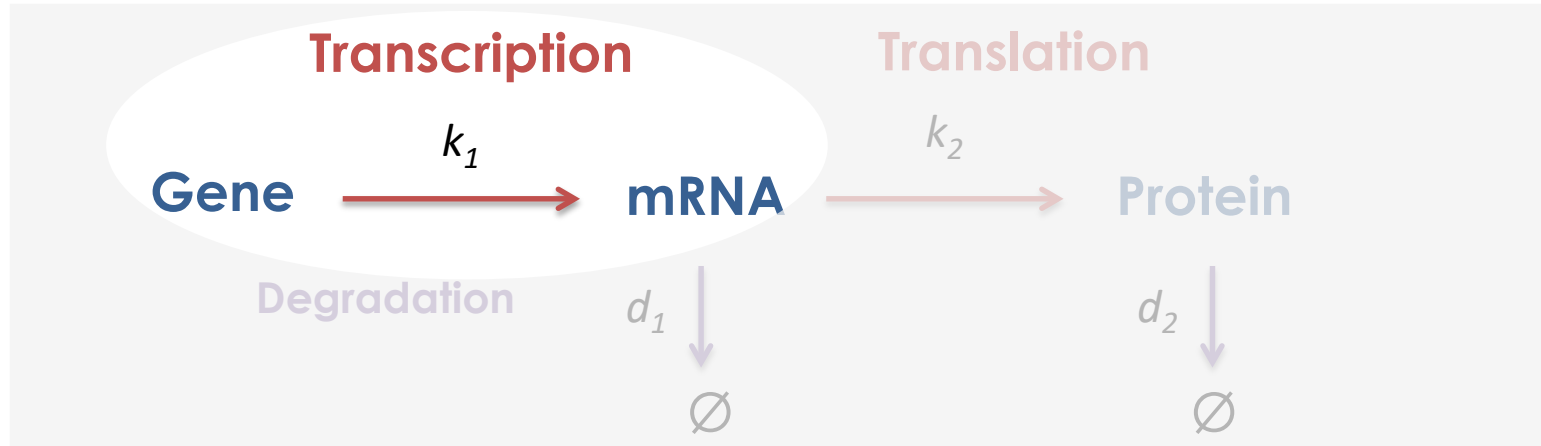 Transcription Translation
k1 k2
Gene mRNA Protein
Degradation d1 d2
∅ ∅